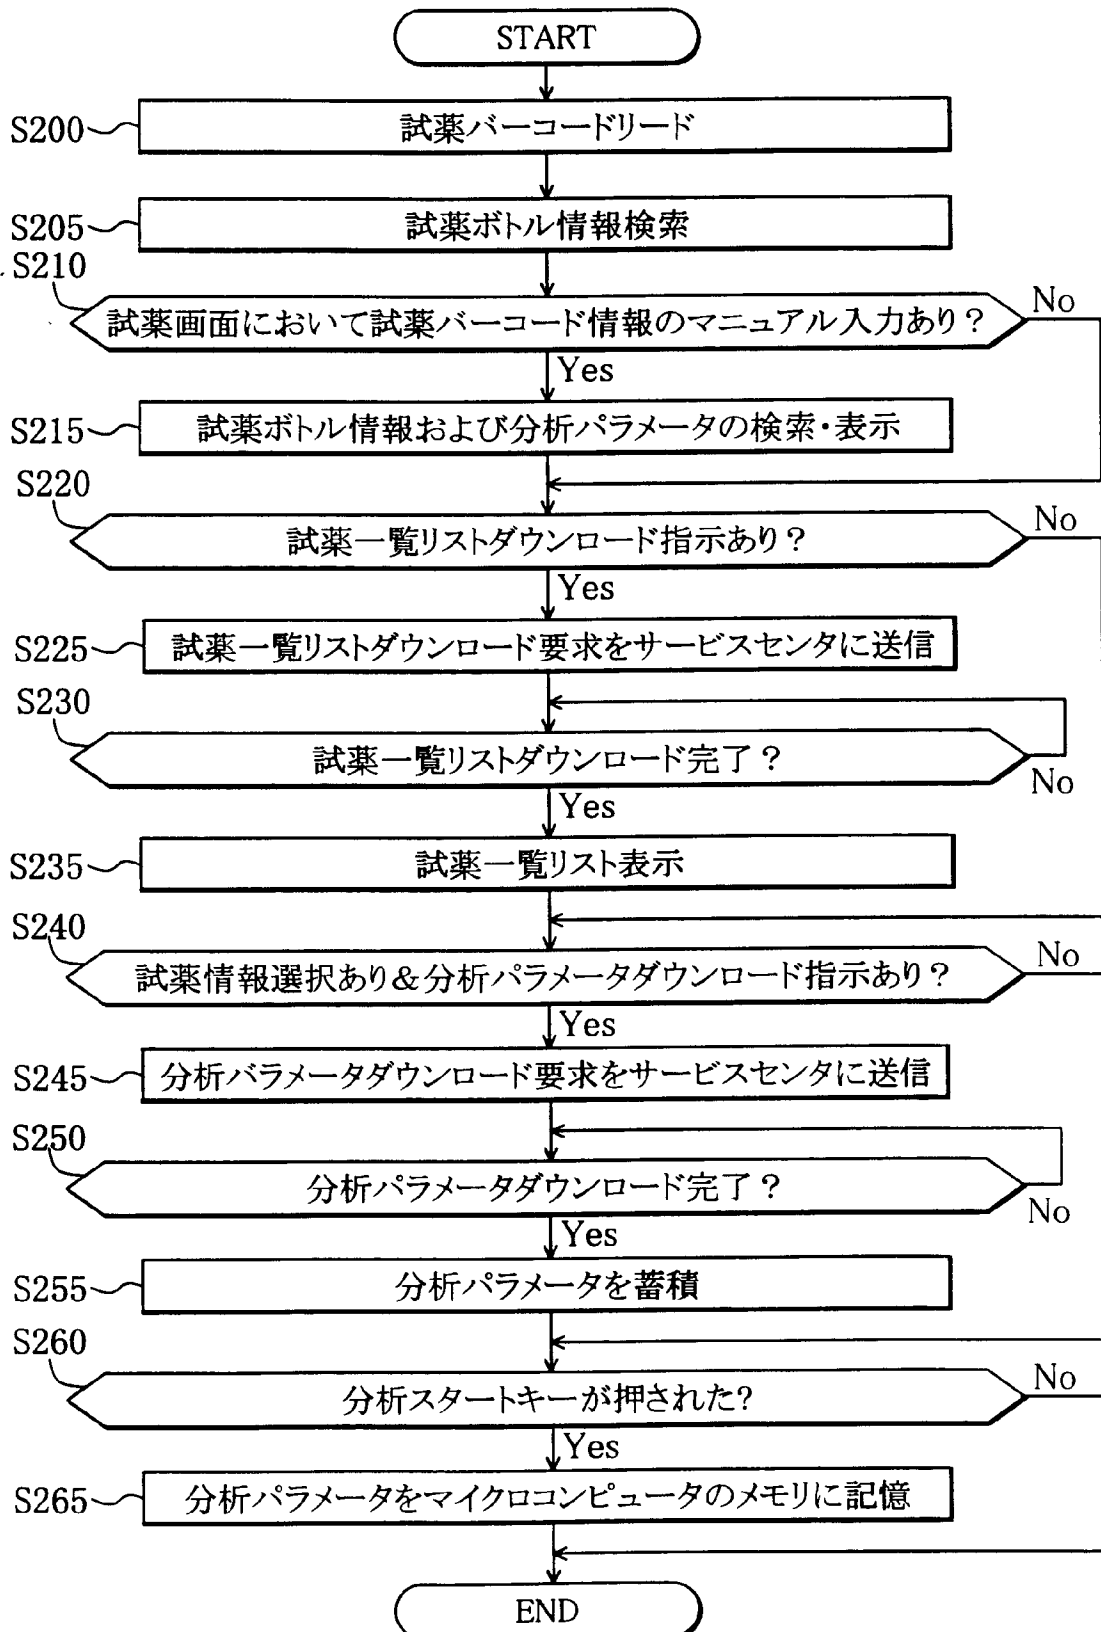 START
S200 試薬バーコードリード
S205 試薬ボトル情報検索
S210
試薬画面において試薬バーコード情報のマニュアル入力あり？ No
Yes
S215 試薬ボトル情報および分析パラメータの検索・表示
S220
試薬一覧リストダウンロード指示あり？ No
Yes
S225 試薬一覧リストダウンロード要求をサービスセンタに送信
S230
試薬一覧リストダウンロード完了？ No
Yes
S235 試薬一覧リスト表示
S240
試薬情報選択あり＆分析パラメータダウンロード指示あり？ No
Yes
S245 分析パラメータダウンロード要求をサービスセンタに送信
S250
分析パラメータダウンロード完了？ No
Yes
S255 分析パラメータを蓄積
S260
分析スタートキーが押された? No
Yes
S265 分析パラメータをマイクロコンピュータのメモリに記憶
END